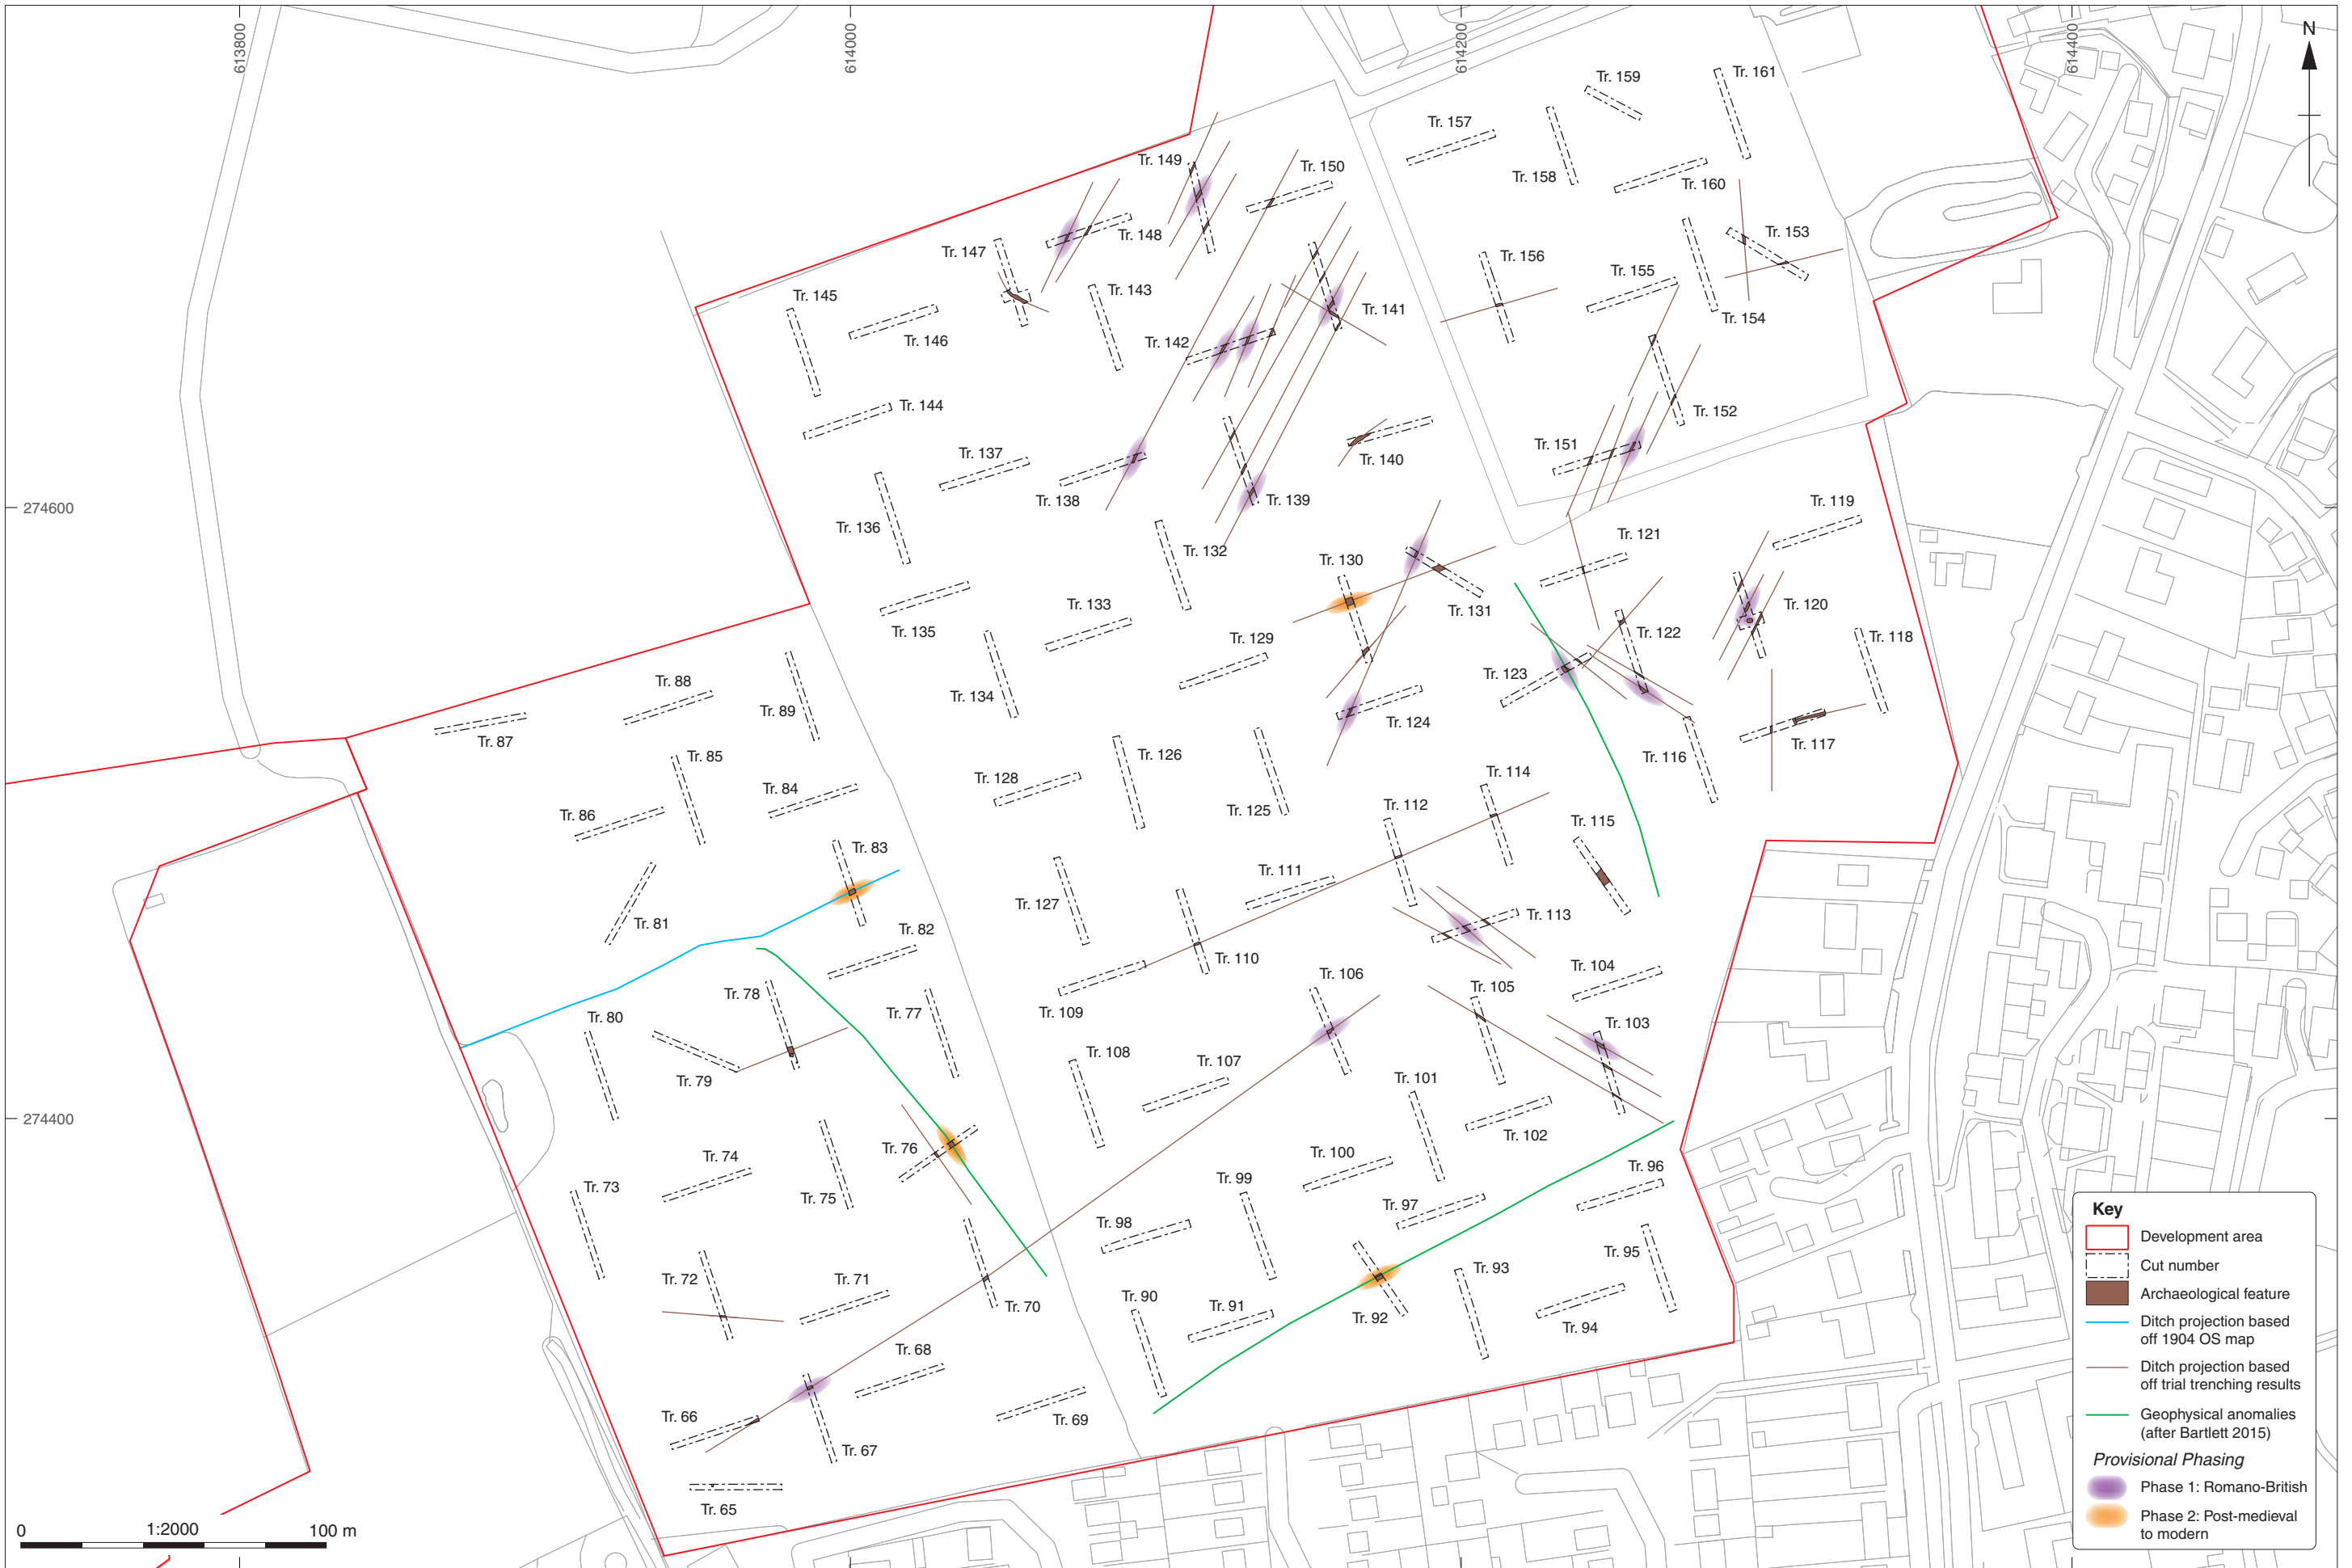 613800
614000
614200
614400
N
Tr. 159
Tr. 161
Tr. 157
Tr. 149
Tr. 150
Tr. 158
Tr. 160
Tr. 148
Tr. 147
Tr. 153
Tr. 156
Tr. 155
Tr. 145
Tr. 143
Tr. 141
Tr. 154
Tr. 146
Tr. 142
Tr. 144
Tr. 152
Tr. 151
Tr. 137
Tr. 140
Tr. 138
Tr. 139
Tr. 119
274600
Tr. 136
Tr. 121
Tr. 132
Tr. 130
Tr. 133
Tr. 131
Tr. 120
Tr. 135
Tr. 129
Tr. 122
Tr. 118
Tr. 88
Tr. 134
Tr. 123
Tr. 89
Tr. 124
Tr. 87
Tr. 117
Tr. 85
Tr. 126
Tr. 116
Tr. 128
Tr. 114
Tr. 84
Tr. 112
Tr. 86
Tr. 125
Tr. 115
Tr. 83
Tr. 111
Tr. 127
Tr. 113
Tr. 81
Tr. 82
Tr. 110
Tr. 104
Tr. 106
Tr. 78
Tr. 105
Tr. 109
Tr. 77
Tr. 80
Tr. 103
Tr. 108
Tr. 107
Tr. 79
Tr. 101
274400
Tr. 102
Tr. 76
Tr. 100
Tr. 74
Tr. 96
Tr. 99
Tr. 73
Tr. 75
Tr. 97
Tr. 98
Tr. 95
Tr. 93
Tr. 72
Tr. 71
Tr. 90
Tr. 70
Tr. 91
Tr. 92
Tr. 94
Tr. 68
Tr. 66
Tr. 69
Tr. 67
Tr. 65
Key
Development area
Cut number
Archaeological feature
Ditch projection based
off 1904 OS map
Ditch projection based
off trial trenching results
Geophysical anomalies
(after Bartlett 2015)
Provisional Phasing
Phase 1: Romano-British
Phase 2: Post-medieval
to modern
0 1:2000 100 m